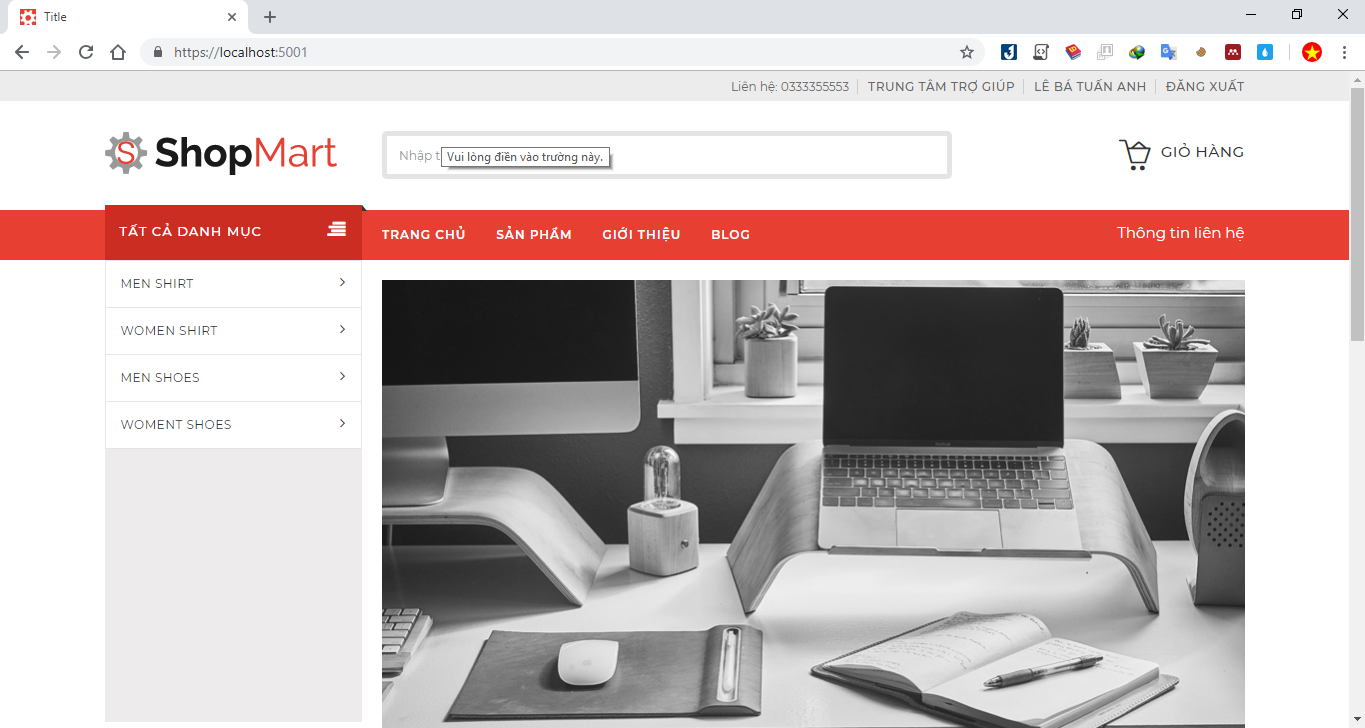 Title
https://localhost:5001
Liên hệ: 0333355553
TRUNG TÂM TRỢ GIÚP
LÊ BÁ TUẤN ANH
ĐĂNG XUẤT
S ShopMart
Nhập t
Vui lòng điền vào trường này.
GIỎ HÀNG
TẤT CẢ DANH MỤC
TRANG CHỦ
SẢN PHẨM
GIỚI THIỆU
BLOG
Thông tin liên hệ
MEN SHIRT
WOMEN SHIRT
MEN SHOES
WOMENT SHOES